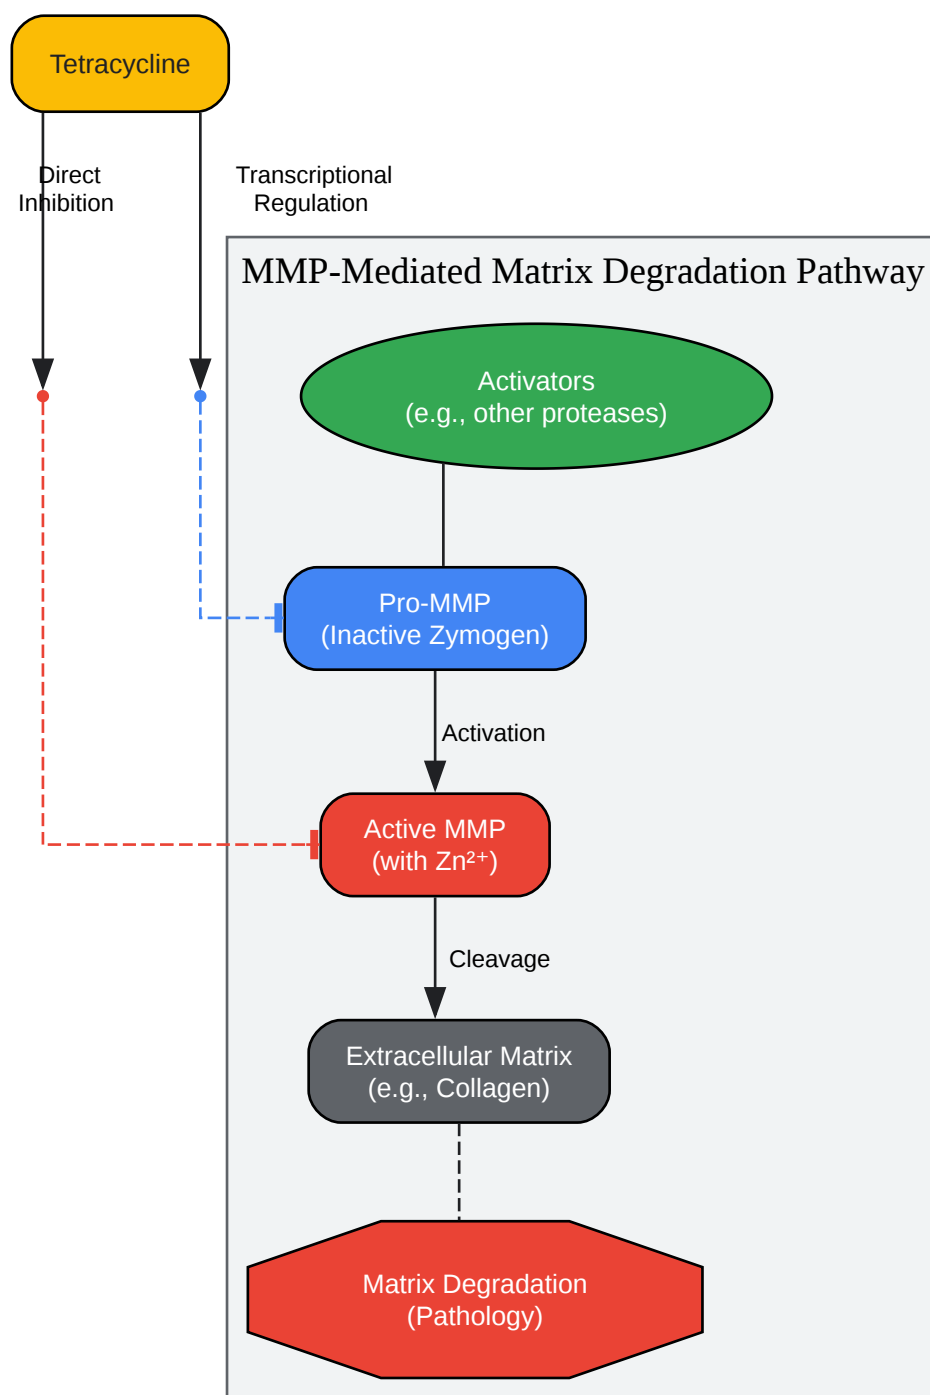 Tetracycline
Direct
Inhibition
Transcriptional
Regulation
MMP-Mediated Matrix Degradation Pathway
Activators
(e.g., other proteases)
Pro-MMP
(Inactive Zymogen)
Activation
Active MMP
(with Zn²⁺)
Cleavage
Extracellular Matrix
(e.g., Collagen)
Matrix Degradation
(Pathology)